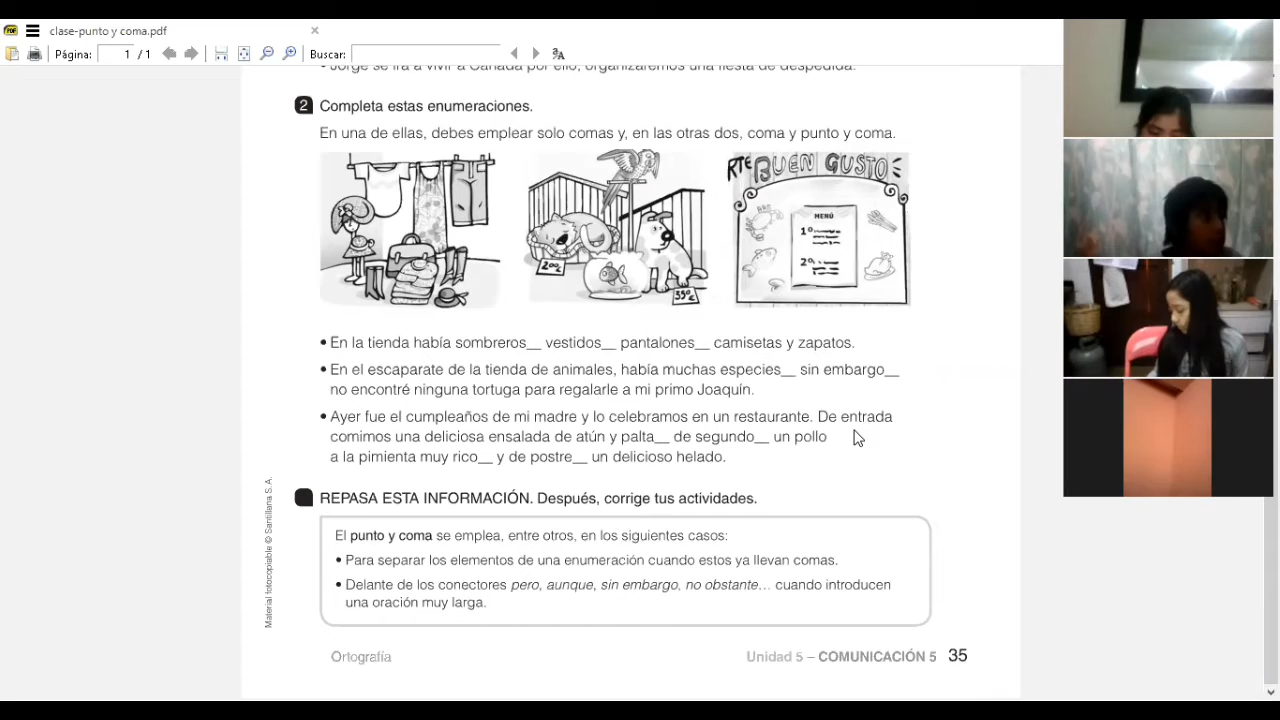 clase-punto y coma.pdf
Página: 1 / 1 Buscar:
Jorge se irá a vivir a Canadá por ello, organizaremos una fiesta de despedida.
2 Completa estas enumeraciones.
En una de ellas, debes emplear solo comas y, en las otras dos, coma y punto y coma.
RTE BUEN GUSTO
MENÚ
1º
2º
200€
350€
• En la tienda había sombreros__ vestidos__ pantalones__ camisetas y zapatos.
• En el escaparate de la tienda de animales, había muchas especies__ sin embargo__
no encontré ninguna tortuga para regalarle a mi primo Joaquín.
• Ayer fue el cumpleaños de mi madre y lo celebramos en un restaurante. De entrada
comimos una deliciosa ensalada de atún y palta__ de segundo__ un pollo
a la pimienta muy rico__ y de postre__ un delicioso helado.
REPASA ESTA INFORMACIÓN. Después, corrige tus actividades.
El punto y coma se emplea, entre otros, en los siguientes casos:
• Para separar los elementos de una enumeración cuando estos ya llevan comas.
• Delante de los conectores pero, aunque, sin embargo, no obstante... cuando introducen
una oración muy larga.
Material fotocopiable © Santillana S.A.
Ortografía
Unidad 5 – COMUNICACIÓN 5 35